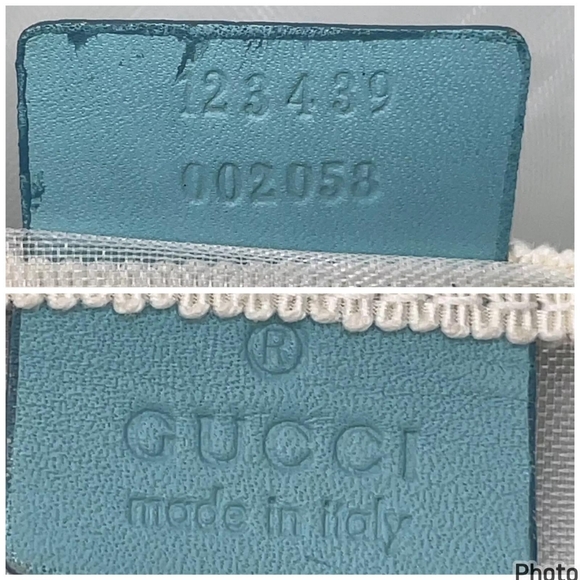 123439
002058
®
GUCCI
made in italy
Photo